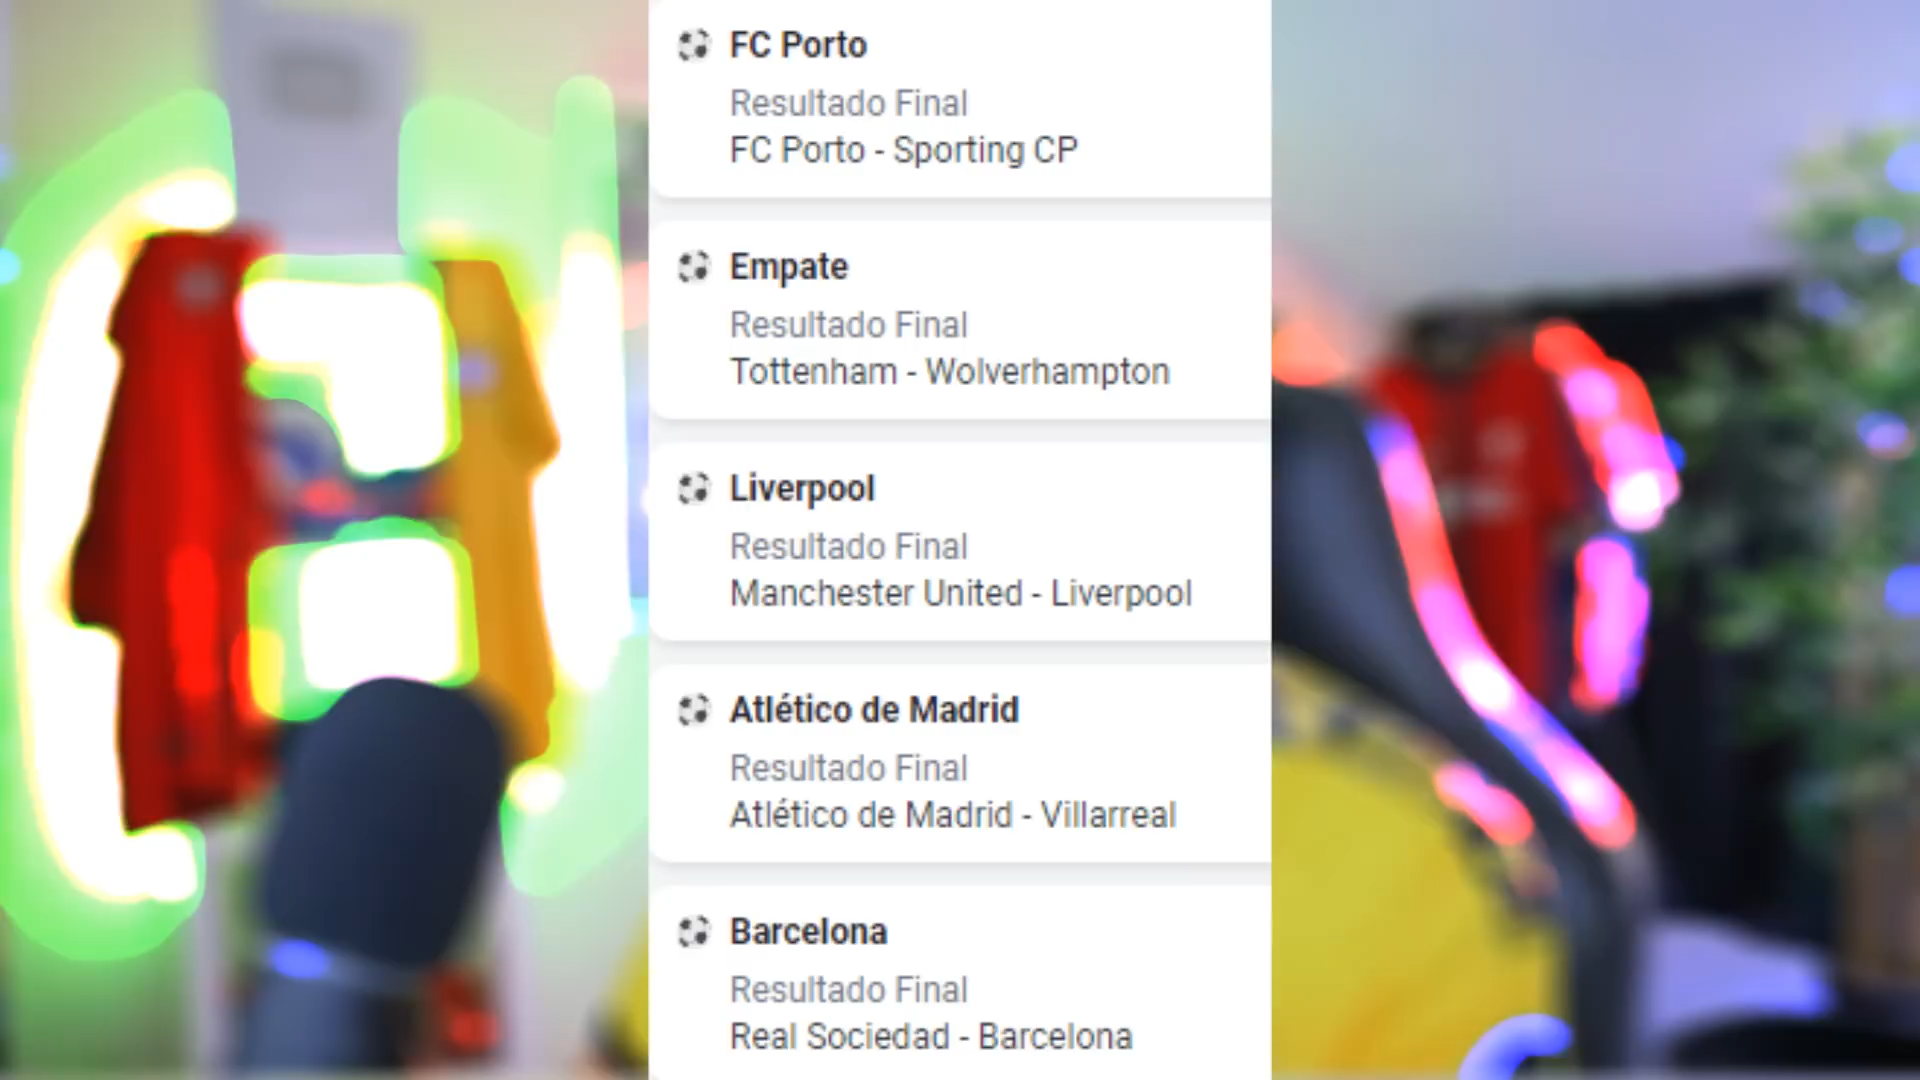 FC Porto
Resultado Final
FC Porto - Sporting CP
Empate
Resultado Final
Tottenham - Wolverhampton
Liverpool
Resultado Final
Manchester United - Liverpool
Atlético de Madrid
Resultado Final
Atlético de Madrid - Villarreal
Barcelona
Resultado Final
Real Sociedad - Barcelona